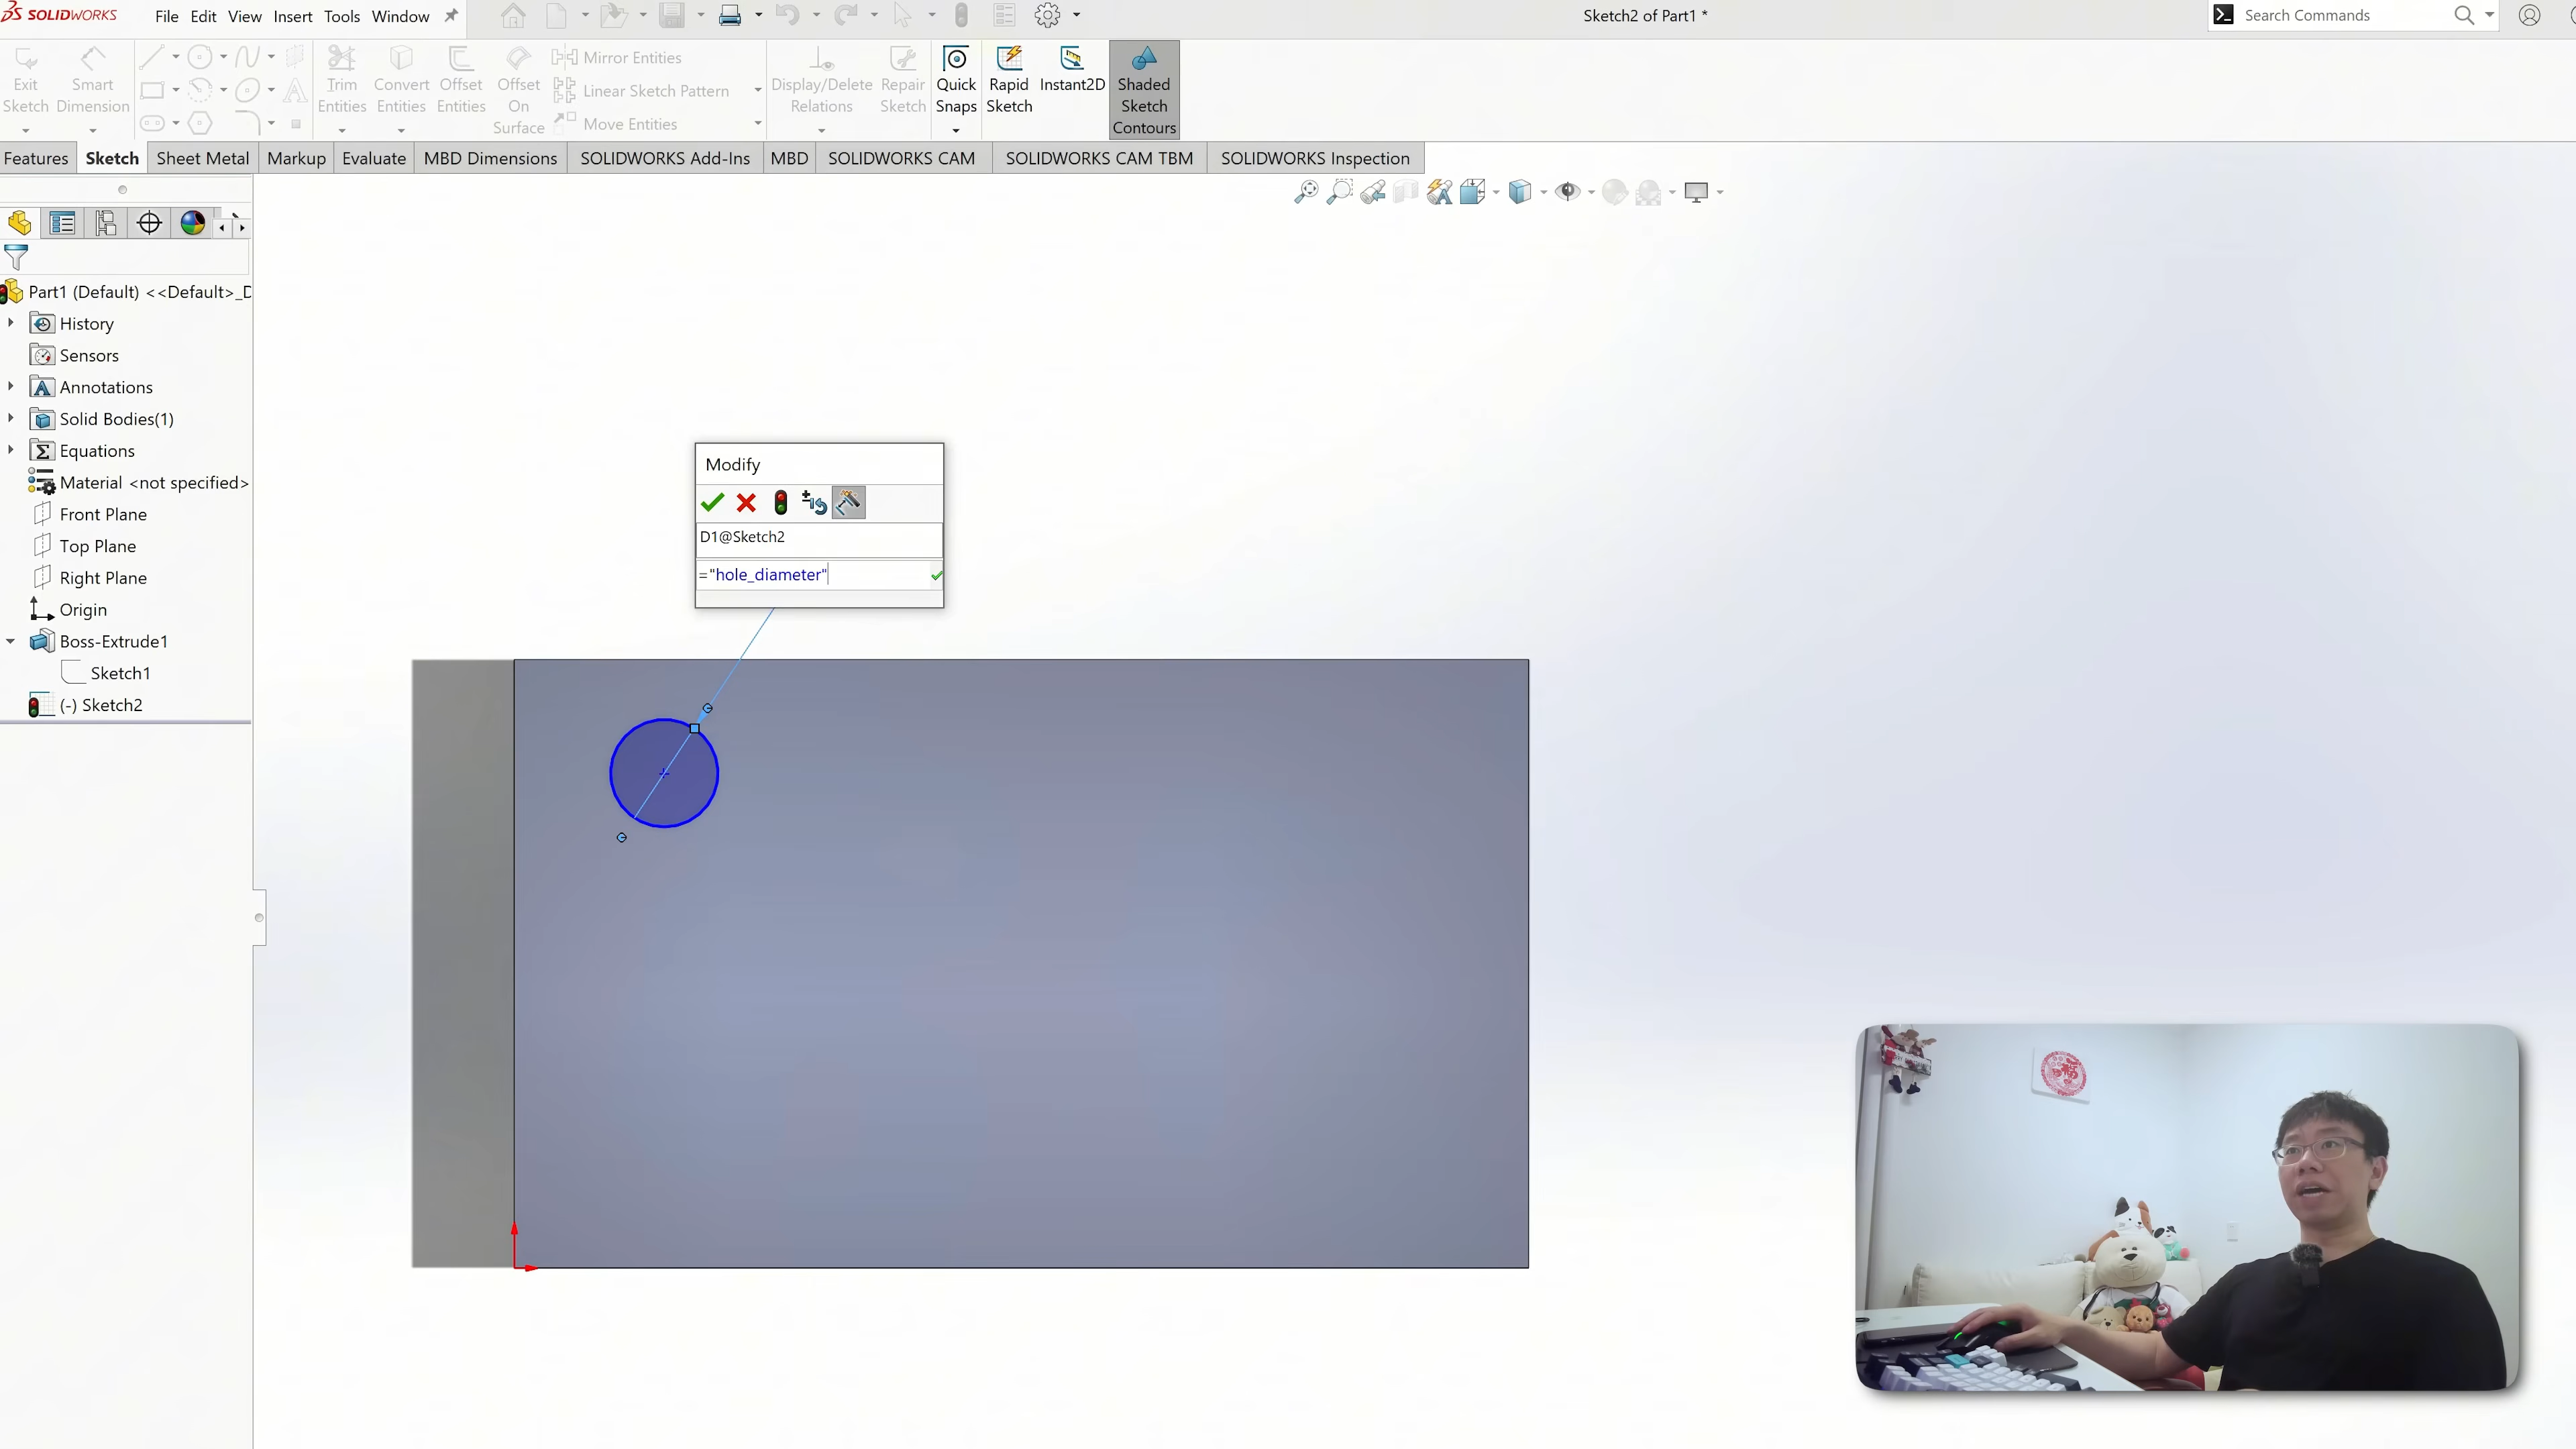 SOLIDWORKS File Edit View Insert Tools Window
Sketch2 of Part1 *
Search Commands
Exit Sketch
Smart Dimension
Trim Entities
Convert Entities
Offset Entities
Offset On Surface
Mirror Entities
Linear Sketch Pattern
Move Entities
Display/Delete Relations
Repair Sketch
Quick Snaps
Rapid Sketch
Instant2D
Shaded Sketch Contours
Features Sketch Sheet Metal Markup Evaluate MBD Dimensions SOLIDWORKS Add-Ins MBD SOLIDWORKS CAM SOLIDWORKS CAM TBM SOLIDWORKS Inspection
Part1 (Default) <<Default>_D
History
Sensors
Annotations
Solid Bodies(1)
Equations
Material <not specified>
Front Plane
Top Plane
Right Plane
Origin
Boss-Extrude1
Sketch1
(-) Sketch2
Modify
D1@Sketch2
="hole_diameter"
福